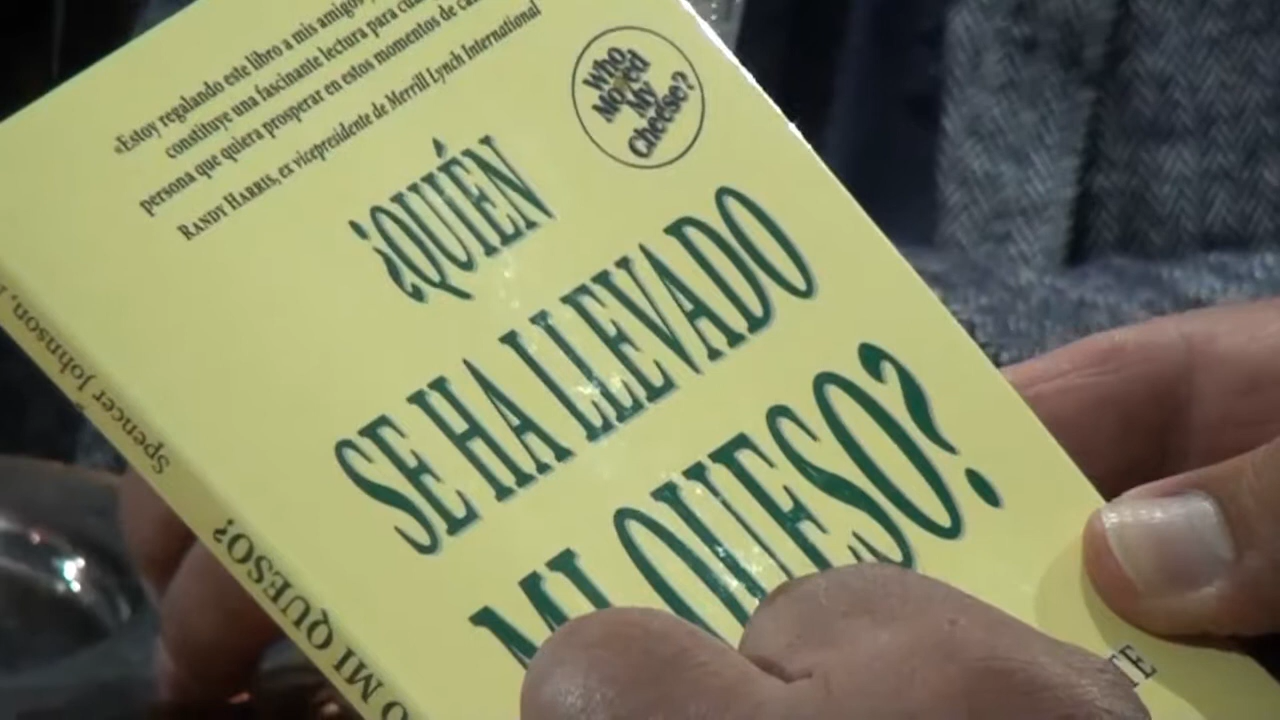 «Estoy regalando este libro a mis amigos
constituye una fascinante lectura para
persona que quiera prosperar en estos momentos de
RANDY HARRIS, ex vicepresidente de Merrill Lynch International
Who
Moved
My
Cheese?
¿QUIÉN
SE HA LLEVADO
MI QUESO?
TE
Spencer Johnson,
O MI QUESO?